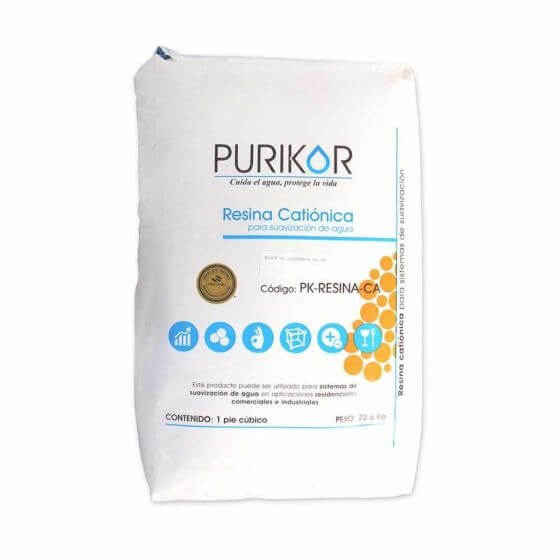 PURIKOR
Cuida el agua, protege la vida
Resina Catiónica
para suavización de agua
Código: PK-RESINA-CA
Este producto puede ser utilizado para sistemas de
suavización de agua en aplicaciones residenciales,
comerciales e industriales
CONTENIDO: 1 pie cúbico
PESO: 22.6 Kg
Resina catiónica para sistemas de suavización